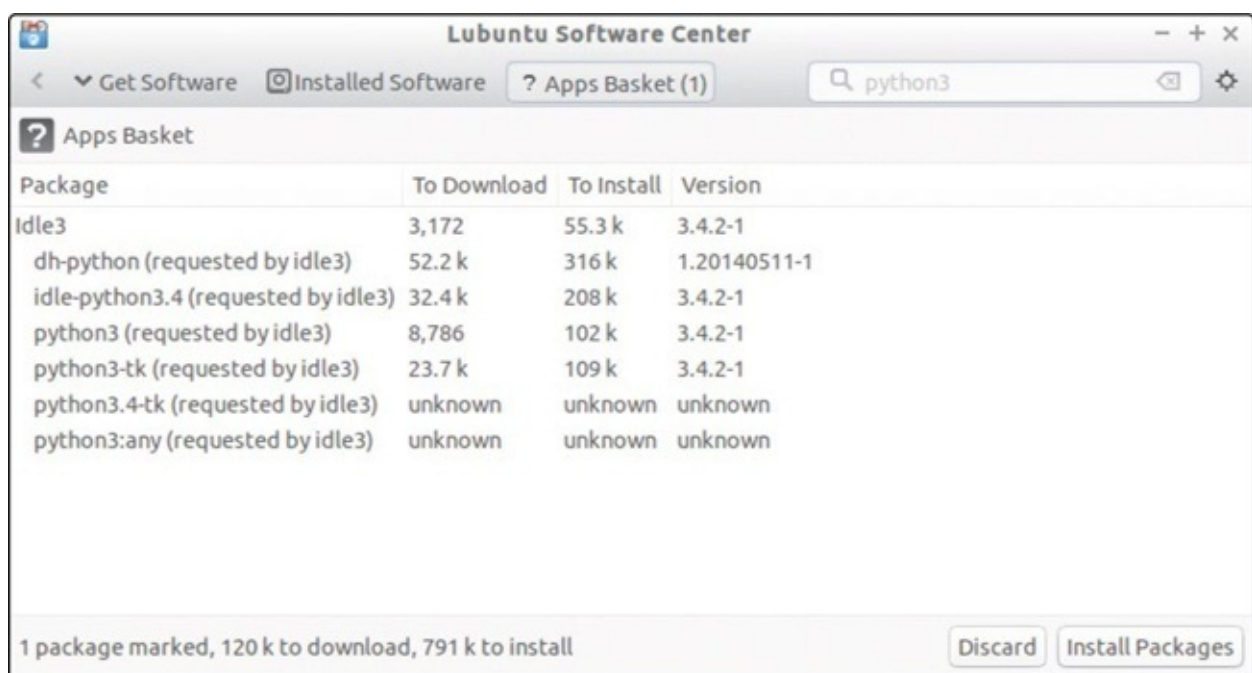 Lubuntu Software Center
Get Software Installed Software ? Apps Basket (1) python3
? Apps Basket
Package To Download To Install Version
Idle3 3,172 55.3 k 3.4.2-1
dh-python (requested by idle3) 52.2 k 316 k 1.20140511-1
idle-python3.4 (requested by idle3) 32.4 k 208 k 3.4.2-1
python3 (requested by idle3) 8,786 102 k 3.4.2-1
python3-tk (requested by idle3) 23.7 k 109 k 3.4.2-1
python3.4-tk (requested by idle3) unknown unknown unknown
python3:any (requested by idle3) unknown unknown unknown
1 package marked, 120 k to download, 791 k to install Discard Install Packages